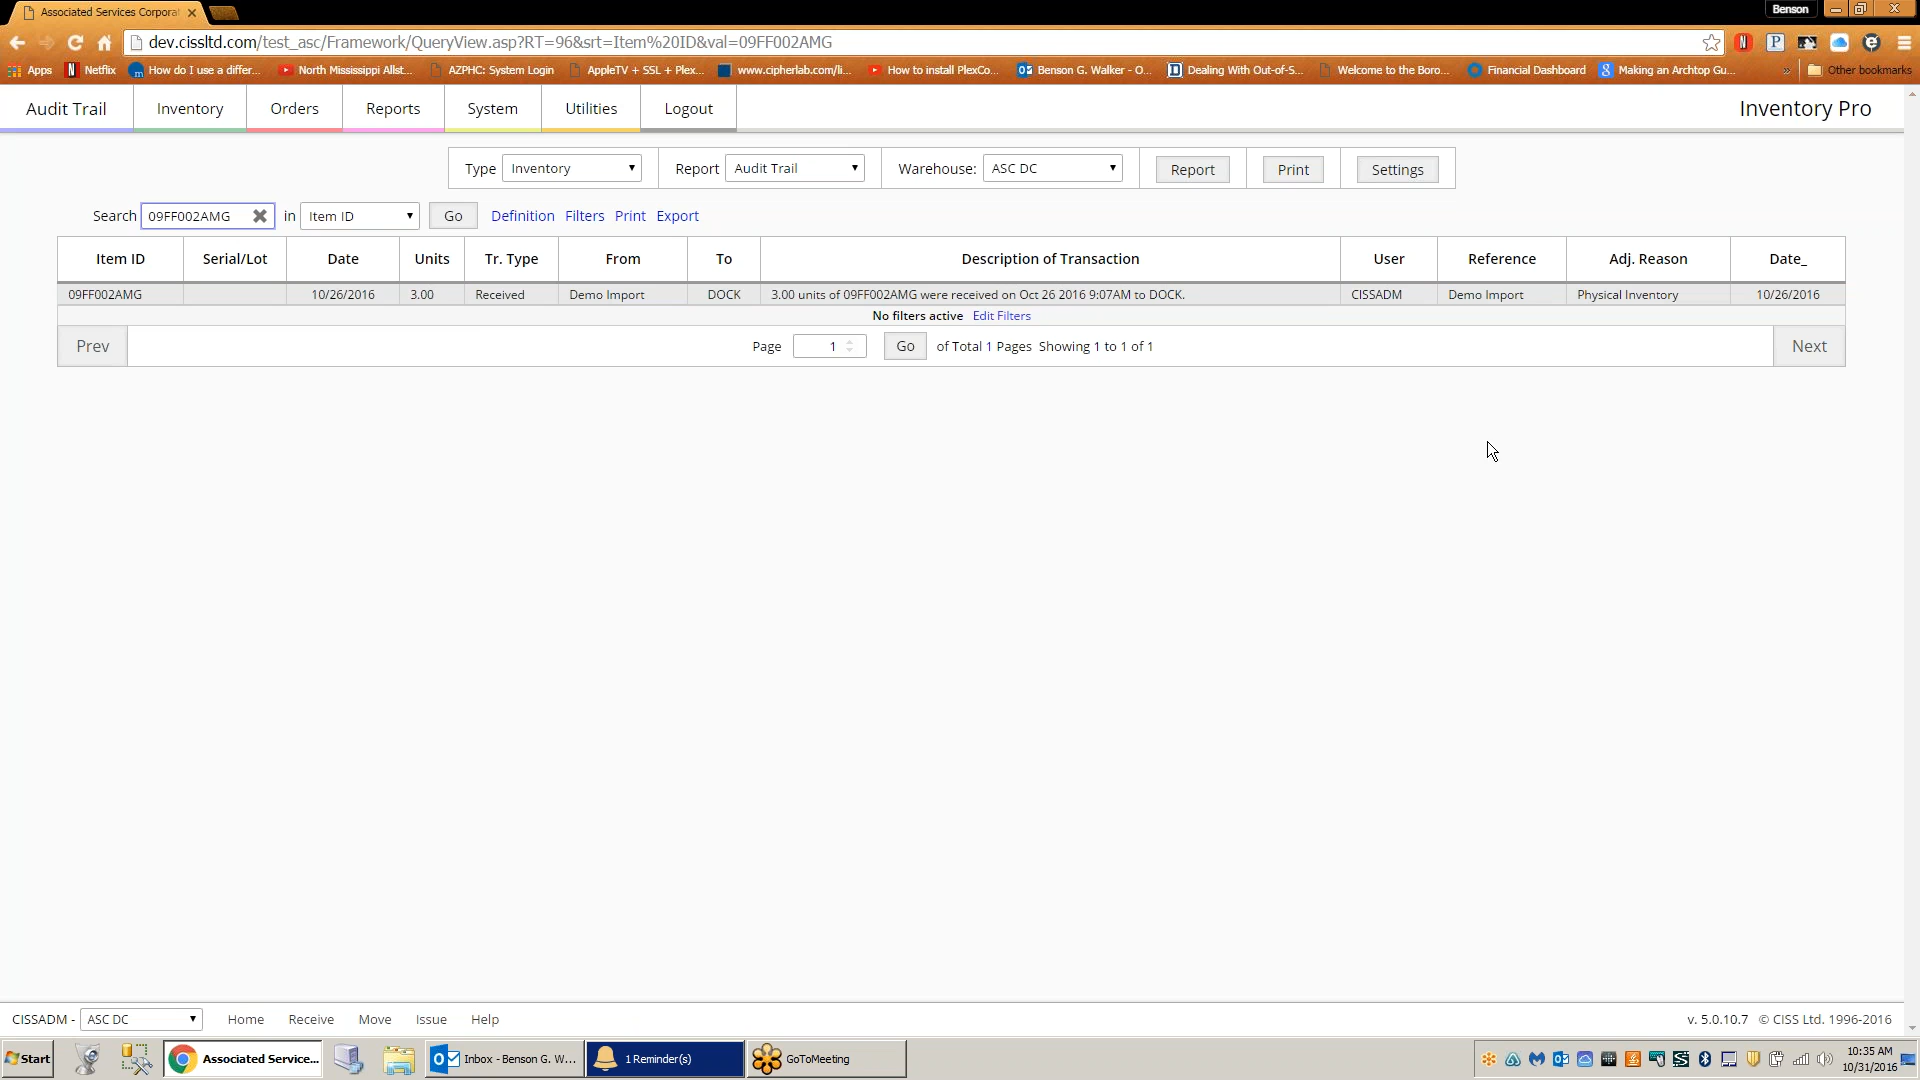 Associated Services Corporat
Benson
dev.cissltd.com/test_asc/Framework/QueryView.asp?RT=96&srt=Item%20ID&val=09FF002AMG
Apps Netflix How do I use a differ... North Mississippi Allst... AZPHC: System Login AppleTV + SSL + Plex... www.cipherlab.com/li... How to install PlexCo... Benson G. Walker - O... Dealing With Out-of-S... Welcome to the Boro... Financial Dashboard Making an Archtop Gu... » Other bookmarks
Audit Trail Inventory Orders Reports System Utilities Logout Inventory Pro
Type Inventory Report Audit Trail Warehouse: ASC DC Report Print Settings
Search 09FF002AMG in Item ID Go Definition Filters Print Export
Item ID Serial/Lot Date Units Tr. Type From To Description of Transaction User Reference Adj. Reason Date_
09FF002AMG 10/26/2016 3.00 Received Demo Import DOCK 3.00 units of 09FF002AMG were received on Oct 26 2016 9:07AM to DOCK. CISSADM Demo Import Physical Inventory 10/26/2016
No filters active Edit Filters
Prev Page 1 Go of Total 1 Pages Showing 1 to 1 of 1 Next
CISSADM - ASC DC Home Receive Move Issue Help v. 5.0.10.7 © CISS Ltd. 1996-2016
Start Associated Service... Inbox - Benson G. W... 1 Reminder(s) GoToMeeting 10:35 AM
10/31/2016